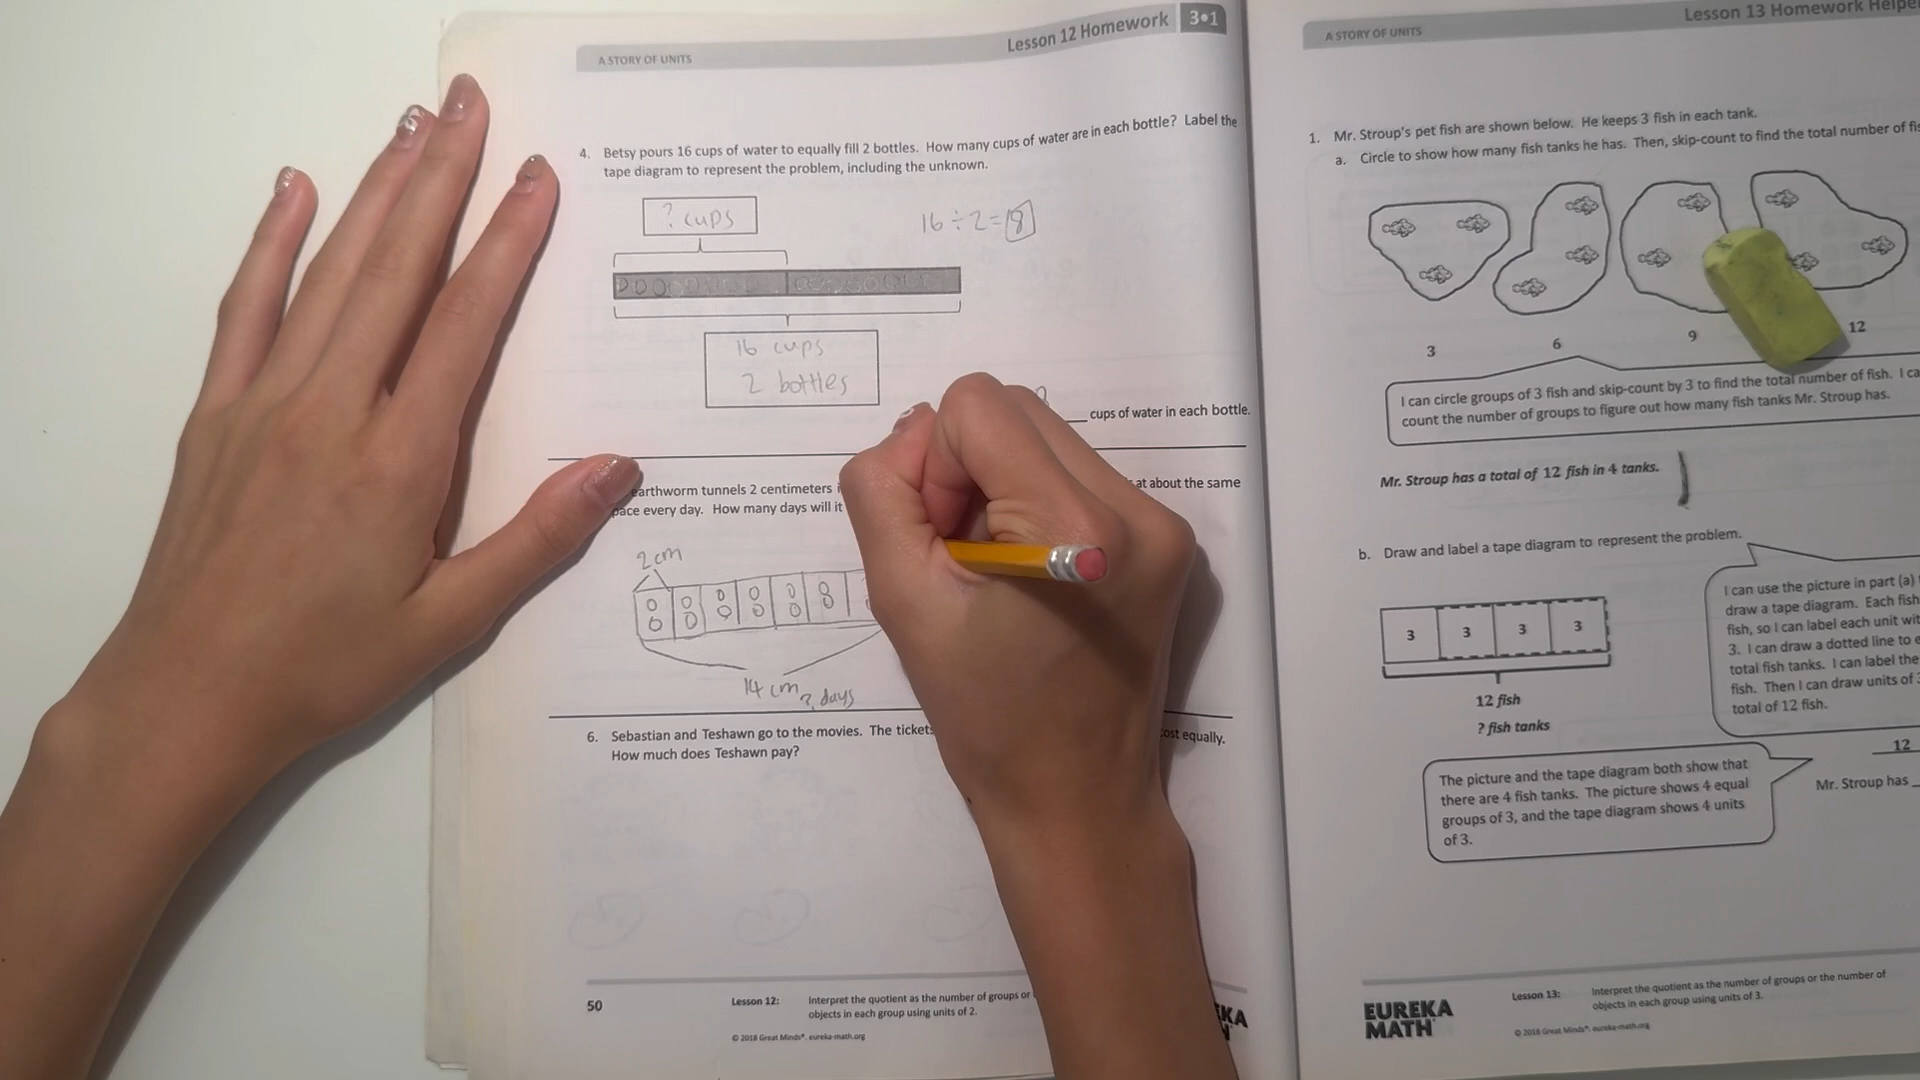 A STORY OF UNITS
Lesson 12 Homework 3•1
4. Betsy pours 16 cups of water to equally fill 2 bottles. How many cups of water are in each bottle? Label the
tape diagram to represent the problem, including the unknown.
? cups
16 ÷ 2 = 8
16 cups
2 bottles
cups of water in each bottle.
earthworm tunnels 2 centimeters
at about the same
pace every day. How many days will it
2 cm
14 cm
? days
6. Sebastian and Teshawn go to the movies. The tickets
equally.
How much does Teshawn pay?
50
Lesson 12: Interpret the quotient as the number of groups or
objects in each group using units of 2.
© 2018 Great Minds®. eureka-math.org
A STORY OF UNITS
Lesson 13 Homework
1. Mr. Stroup's pet fish are shown below. He keeps 3 fish in each tank.
a. Circle to show how many fish tanks he has. Then, skip-count to find the total number of
3 6 9 12
I can circle groups of 3 fish and skip-count by 3 to find the total number of fish. I
count the number of groups to figure out how many fish tanks Mr. Stroup has.
Mr. Stroup has a total of 12 fish in 4 tanks.
b. Draw and label a tape diagram to represent the problem.
3 3 3 3
12 fish
? fish tanks
I can use the picture in part (a)
draw a tape diagram. Each fish
fish, so I can label each unit
3. I can draw a dotted line to
total fish tanks. I can label the
fish. Then I can draw units of
total of 12 fish.
12
Mr. Stroup has
The picture and the tape diagram both show that
there are 4 fish tanks. The picture shows 4 equal
groups of 3, and the tape diagram shows 4 units
of 3.
EUREKA
MATH
Lesson 13: Interpret the quotient as the number of groups or the number of
objects in each group using units of 3.
© 2018 Great Minds®. eureka-math.org